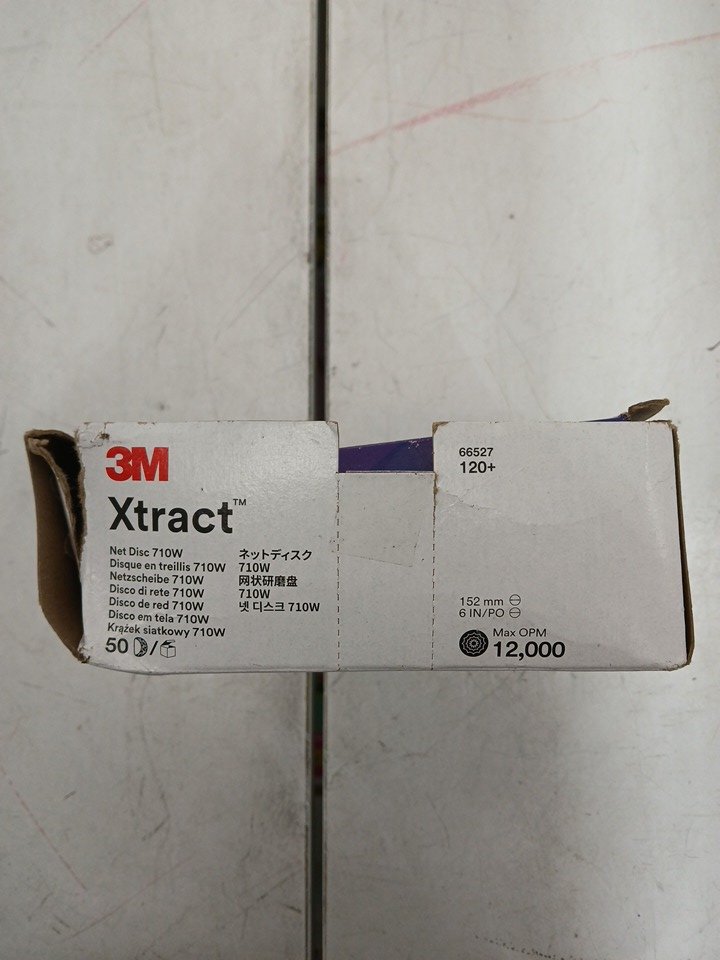 3M
Xtract™
Net Disc 710W
Disque en treillis 710W
Netzscheibe 710W
Disco di rete 710W
Disco de red 710W
Disco em tela 710W
Krążek siatkowy 710W
ネットディスク
710W
网状研磨盘
710W
넷 디스크 710W
50 /
66527
120+
152 mm
6 IN/PO
Max OPM
12,000